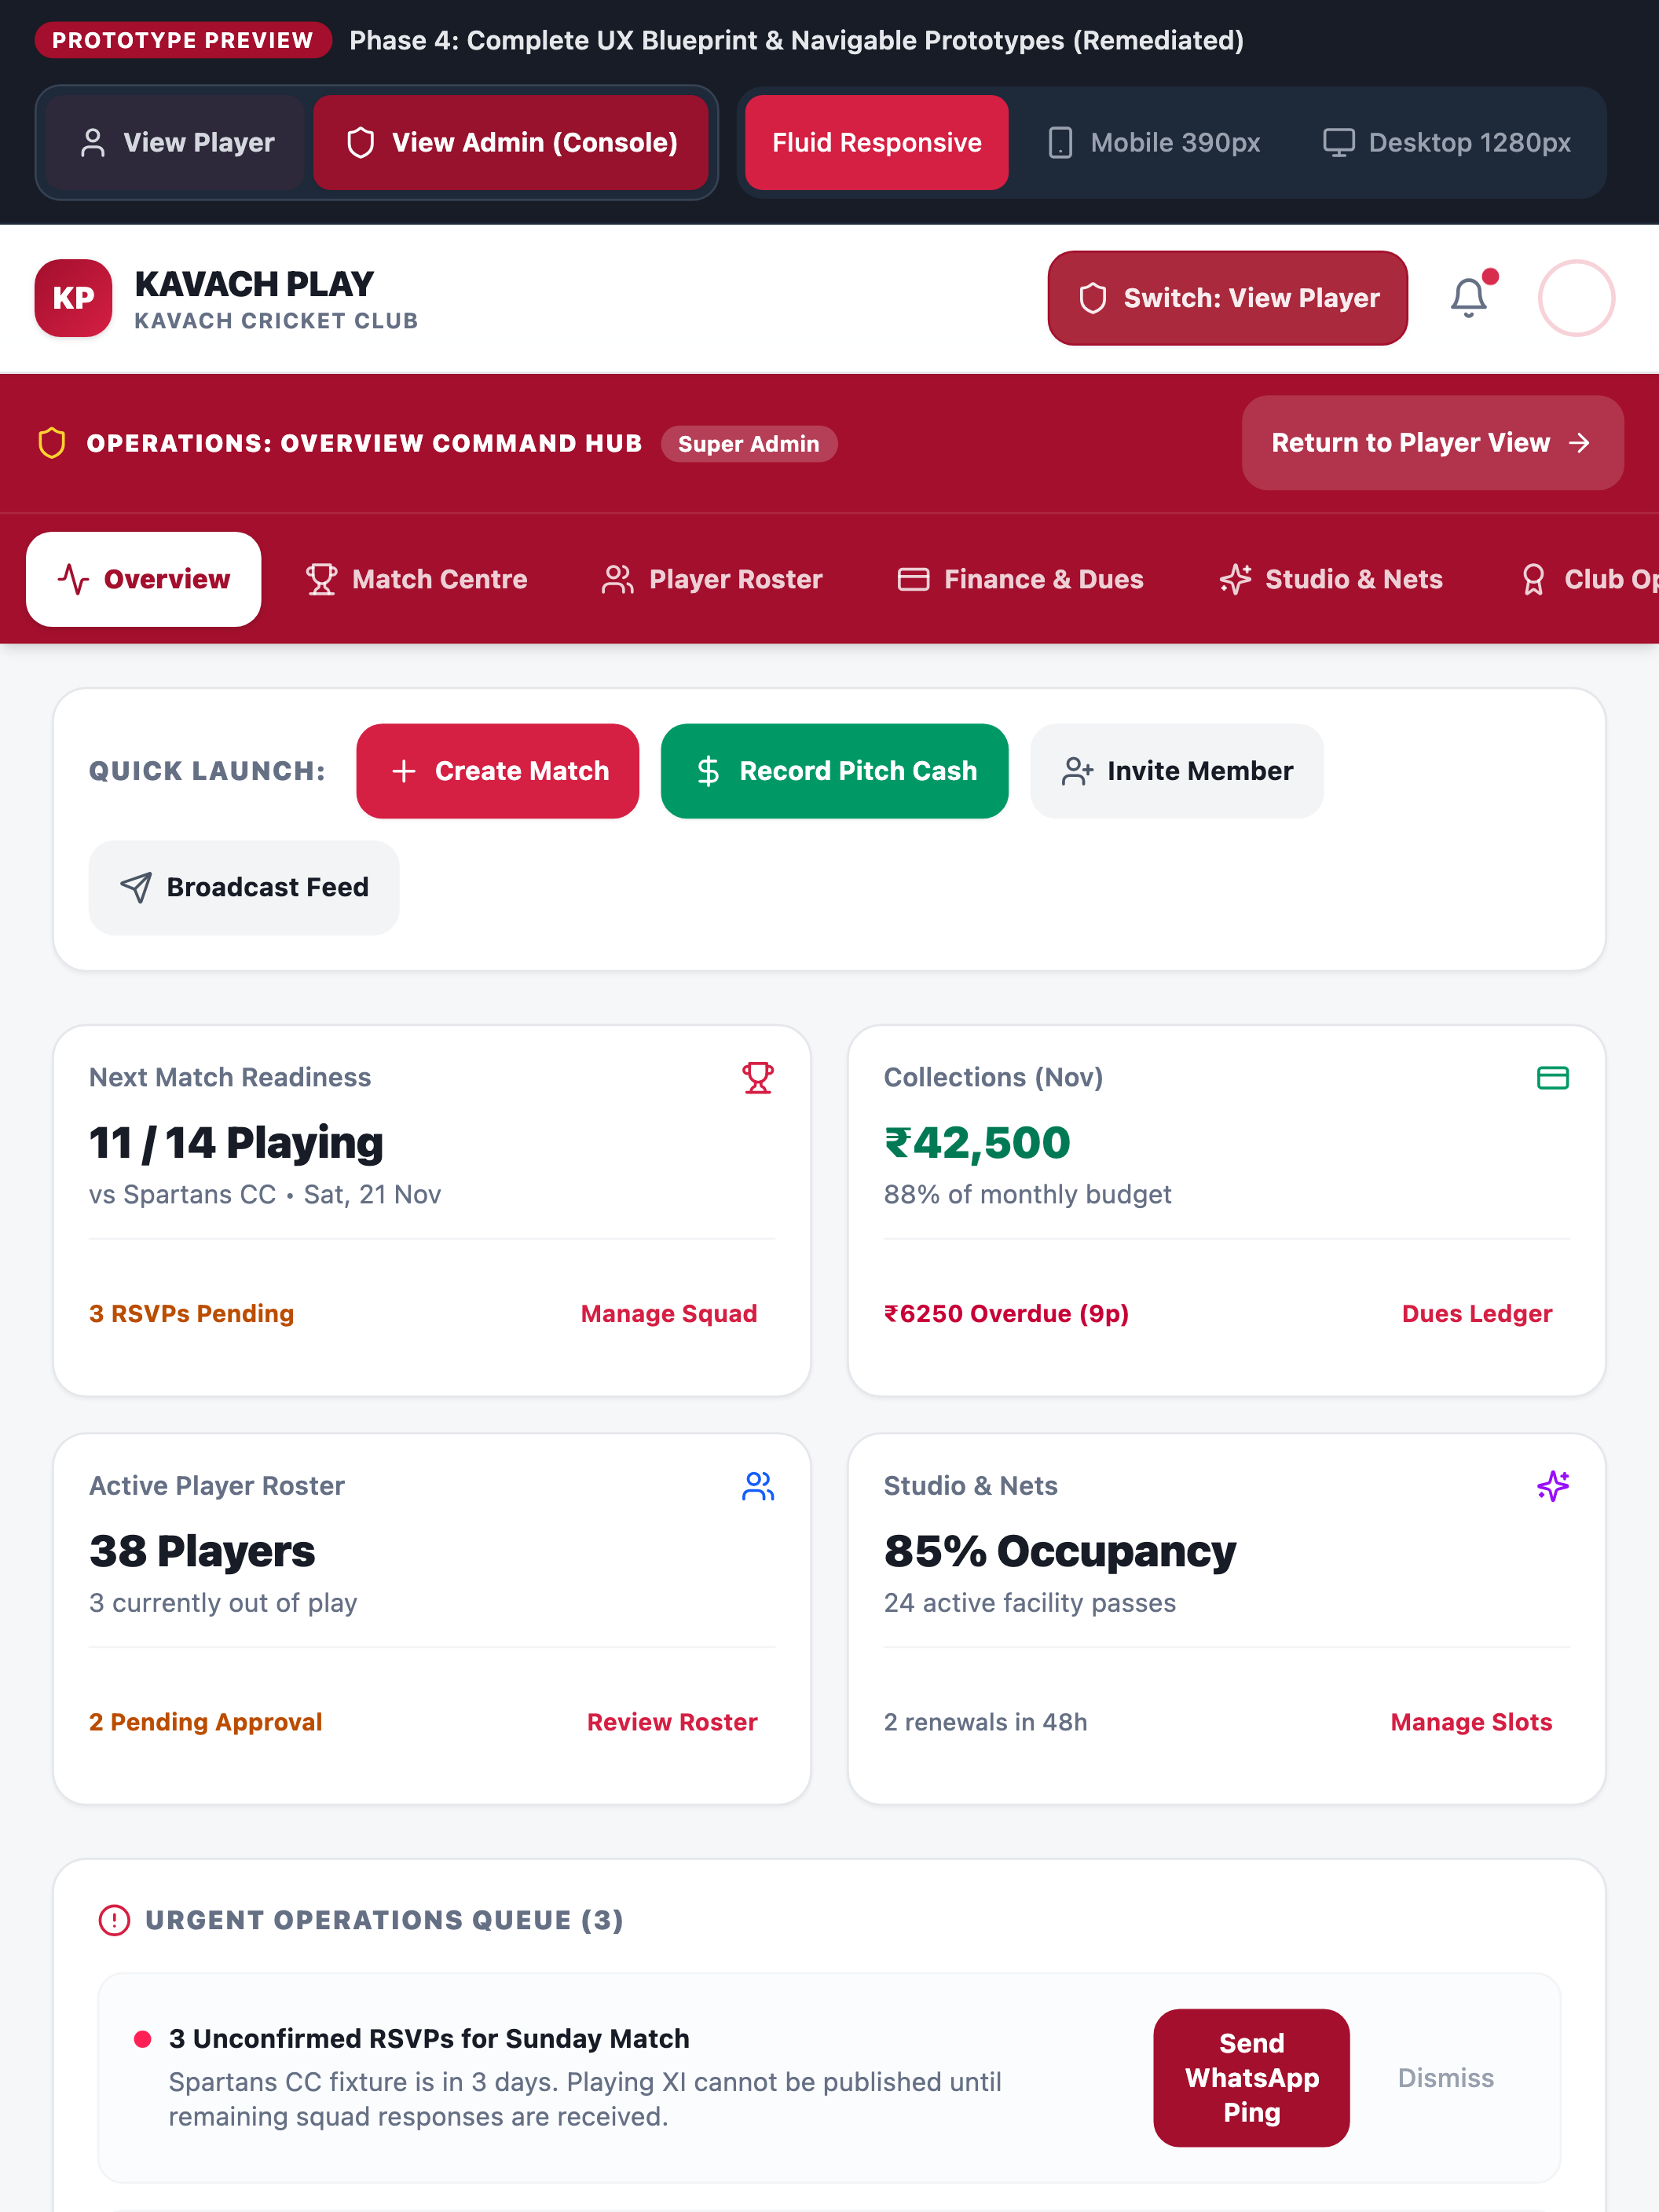 PROTOTYPE PREVIEW Phase 4: Complete UX Blueprint & Navigable Prototypes (Remediated)
View Player View Admin (Console) Fluid Responsive Mobile 390px Desktop 1280px
KP KAVACH PLAY
KAVACH CRICKET CLUB
Switch: View Player
OPERATIONS: OVERVIEW COMMAND HUB Super Admin Return to Player View
Overview Match Centre Player Roster Finance & Dues Studio & Nets Club Op
QUICK LAUNCH: Create Match Record Pitch Cash Invite Member
Broadcast Feed
Next Match Readiness
11 / 14 Playing
vs Spartans CC • Sat, 21 Nov
3 RSVPs Pending Manage Squad
Collections (Nov)
₹42,500
88% of monthly budget
₹6250 Overdue (9p) Dues Ledger
Active Player Roster
38 Players
3 currently out of play
2 Pending Approval Review Roster
Studio & Nets
85% Occupancy
24 active facility passes
2 renewals in 48h Manage Slots
URGENT OPERATIONS QUEUE (3)
3 Unconfirmed RSVPs for Sunday Match
Spartans CC fixture is in 3 days. Playing XI cannot be published until
remaining squad responses are received.
Send
WhatsApp
Ping
Dismiss